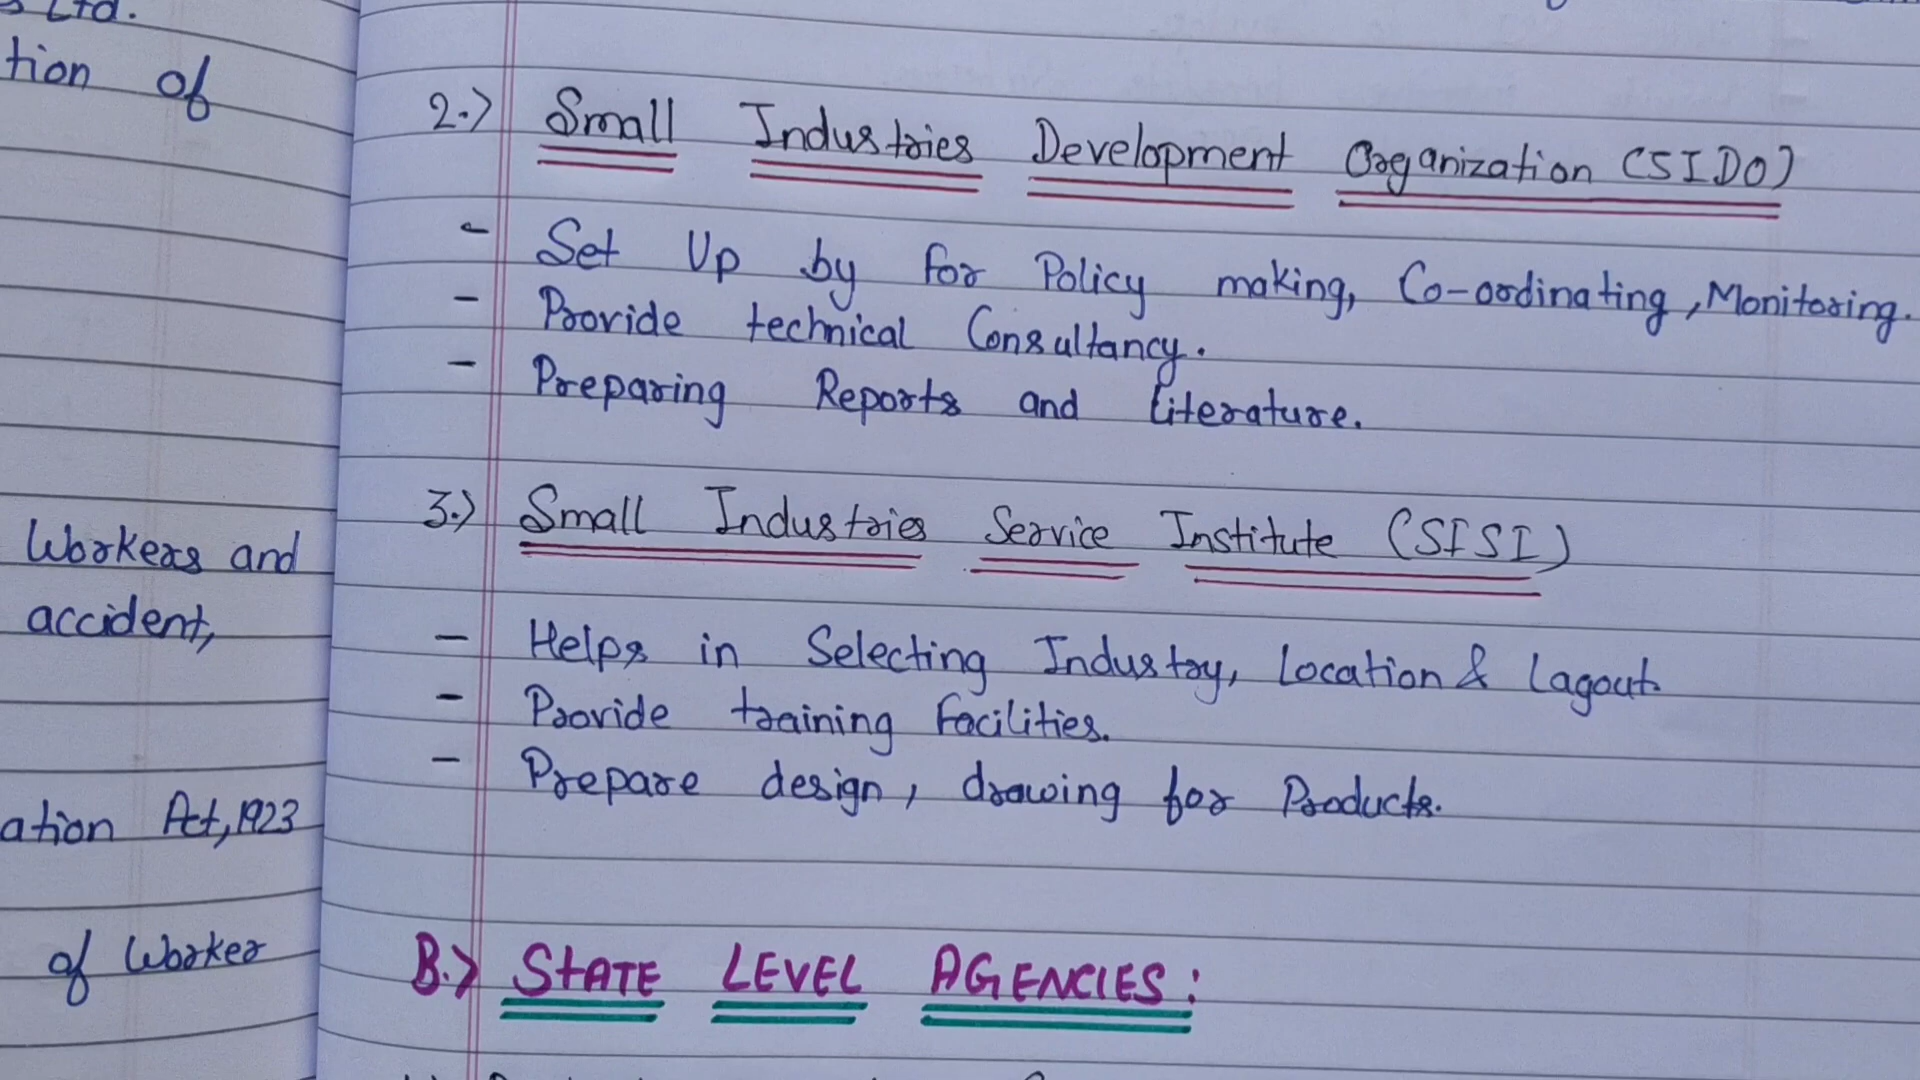 s Ltd.
tion of
Workers and
accident,
ation Act, 1923
of Worker
2.) Small Industries Development Organization (SIDO)
- Set Up by for Policy making, Co-ordinating, Monitoring.
- Provide technical Consultancy.
- Preparing Reports and Literature.
3.) Small Industries Service Institute (SISI)
- Helps in Selecting Industry, Location & Lagout
- Provide training Facilities.
- Prepare design, drawing for Products.
B.) STATE LEVEL AGENCIES: